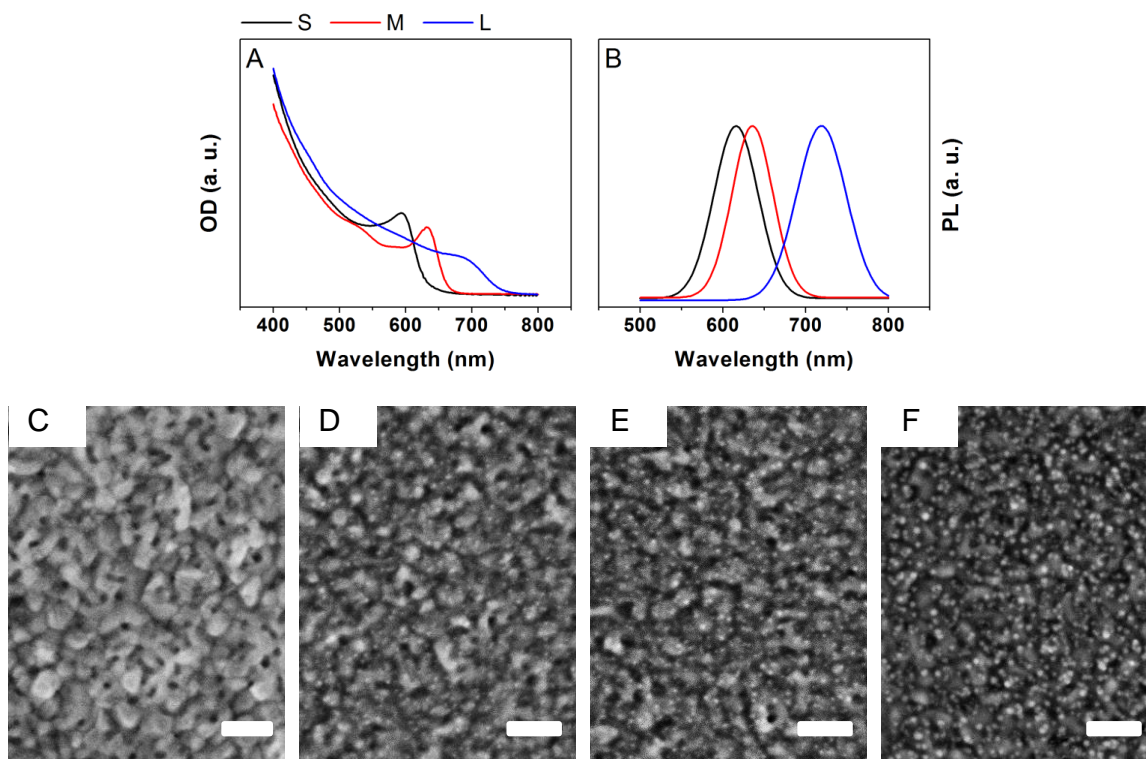 S M L
A
B
OD (a. u.)
PL (a. u.)
400 500 600 700 800
500 600 700 800
Wavelength (nm)
Wavelength (nm)
C
D
E
F